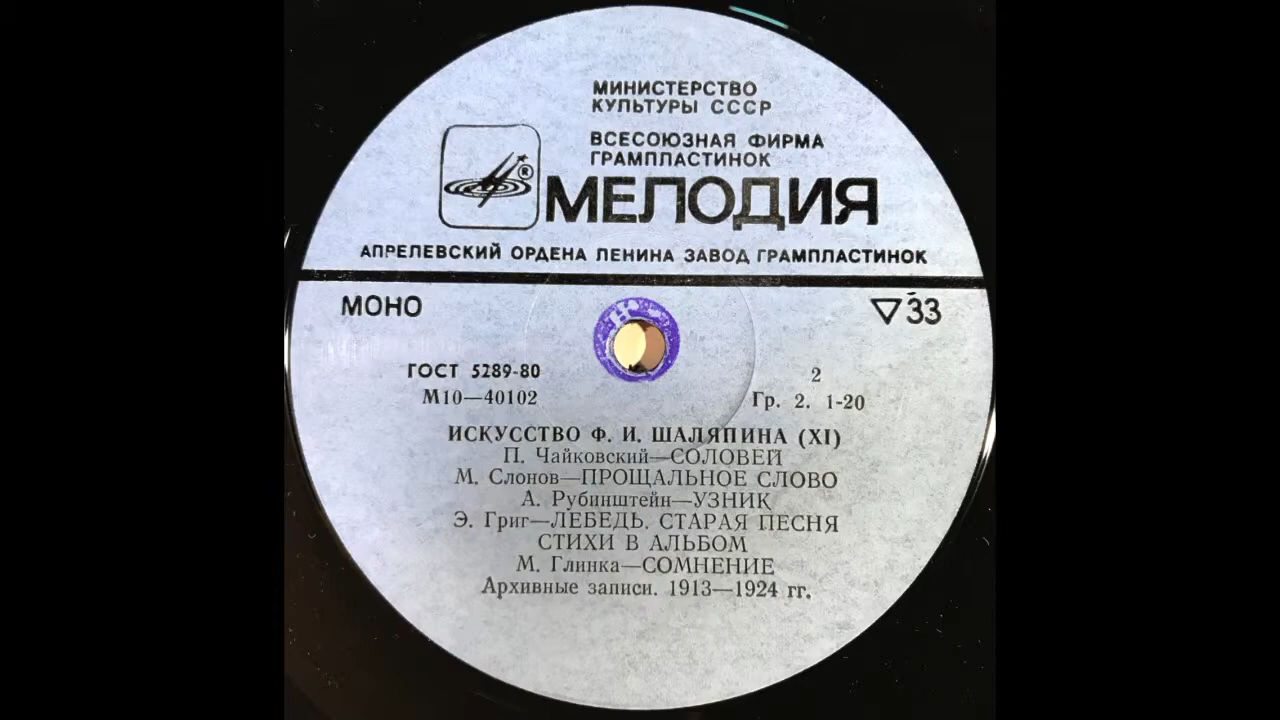 МИНИСТЕРСТВО
КУЛЬТУРЫ СССР
ВСЕСОЮЗНАЯ ФИРМА
ГРАМПЛАСТИНОК
®
МЕЛОДИЯ
АПРЕЛЕВСКИЙ ОРДЕНА ЛЕНИНА ЗАВОД ГРАМПЛАСТИНОК
МОНО ▽33
ГОСТ 5289-80 2
М10—40102 Гр. 2. 1-20
ИСКУССТВО Ф. И. ШАЛЯПИНА (XI)
П. Чайковский—СОЛОВЕЙ
М. Слонов—ПРОЩАЛЬНОЕ СЛОВО
А. Рубинштейн—УЗНИК
Э. Григ—ЛЕБЕДЬ. СТАРАЯ ПЕСНЯ
СТИХИ В АЛЬБОМ
М. Глинка—СОМНЕНИЕ
Архивные записи. 1913—1924 гг.